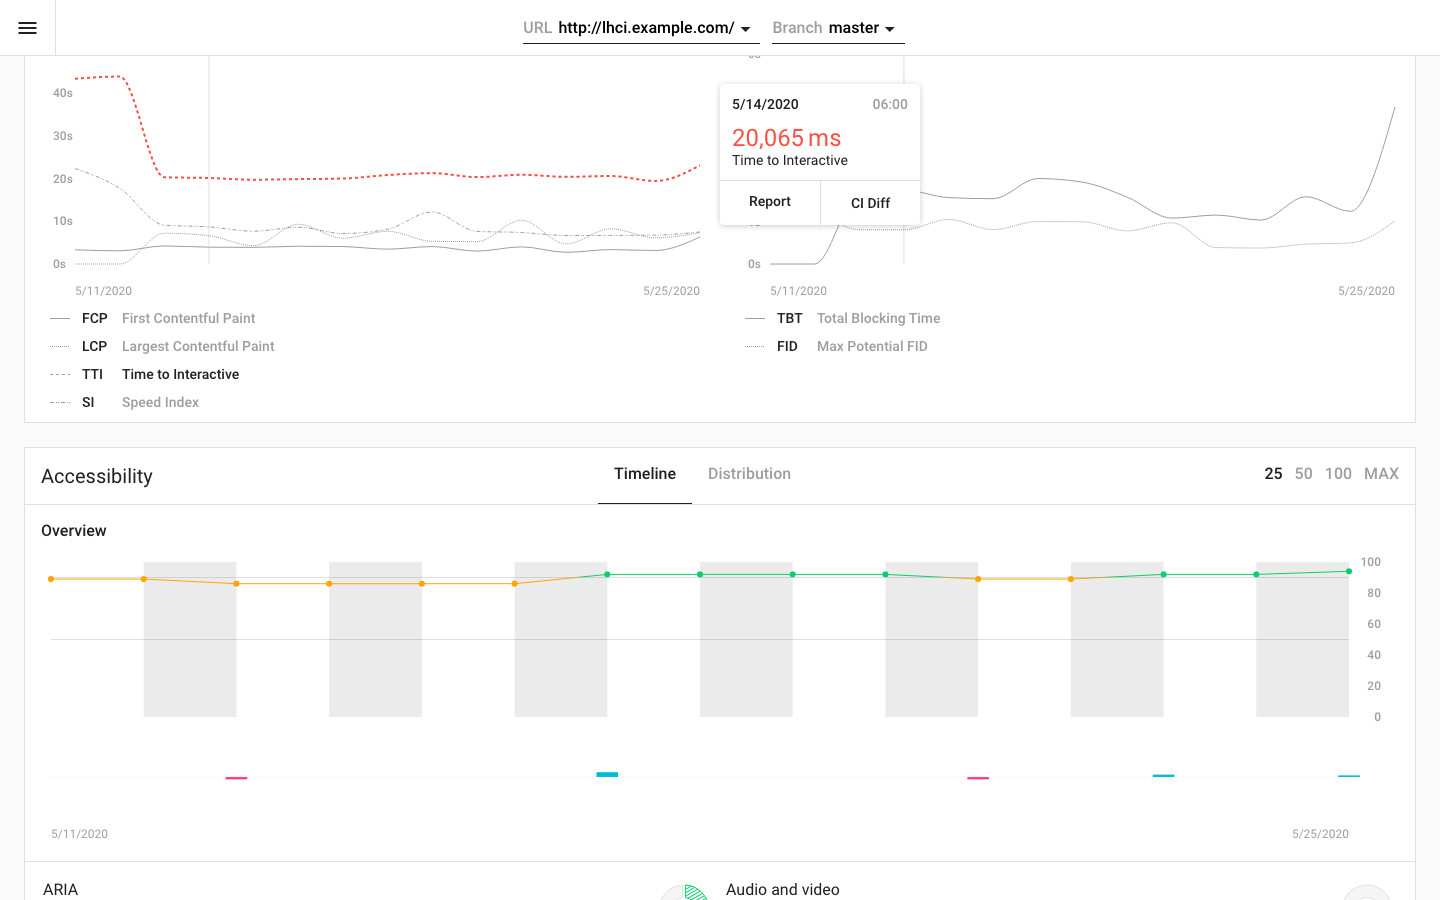 URL http://lhci.example.com/ Branch master
40s
30s
20s
10s
0s
5/11/2020 5/25/2020
FCP First Contentful Paint
LCP Largest Contentful Paint
TTI Time to Interactive
SI Speed Index
5/14/2020 06:00
20,065 ms
Time to Interactive
Report CI Diff
0s
5/11/2020 5/25/2020
TBT Total Blocking Time
FID Max Potential FID
Accessibility Timeline Distribution 25 50 100 MAX
Overview
100
80
60
40
20
0
5/11/2020 5/25/2020
ARIA Audio and video